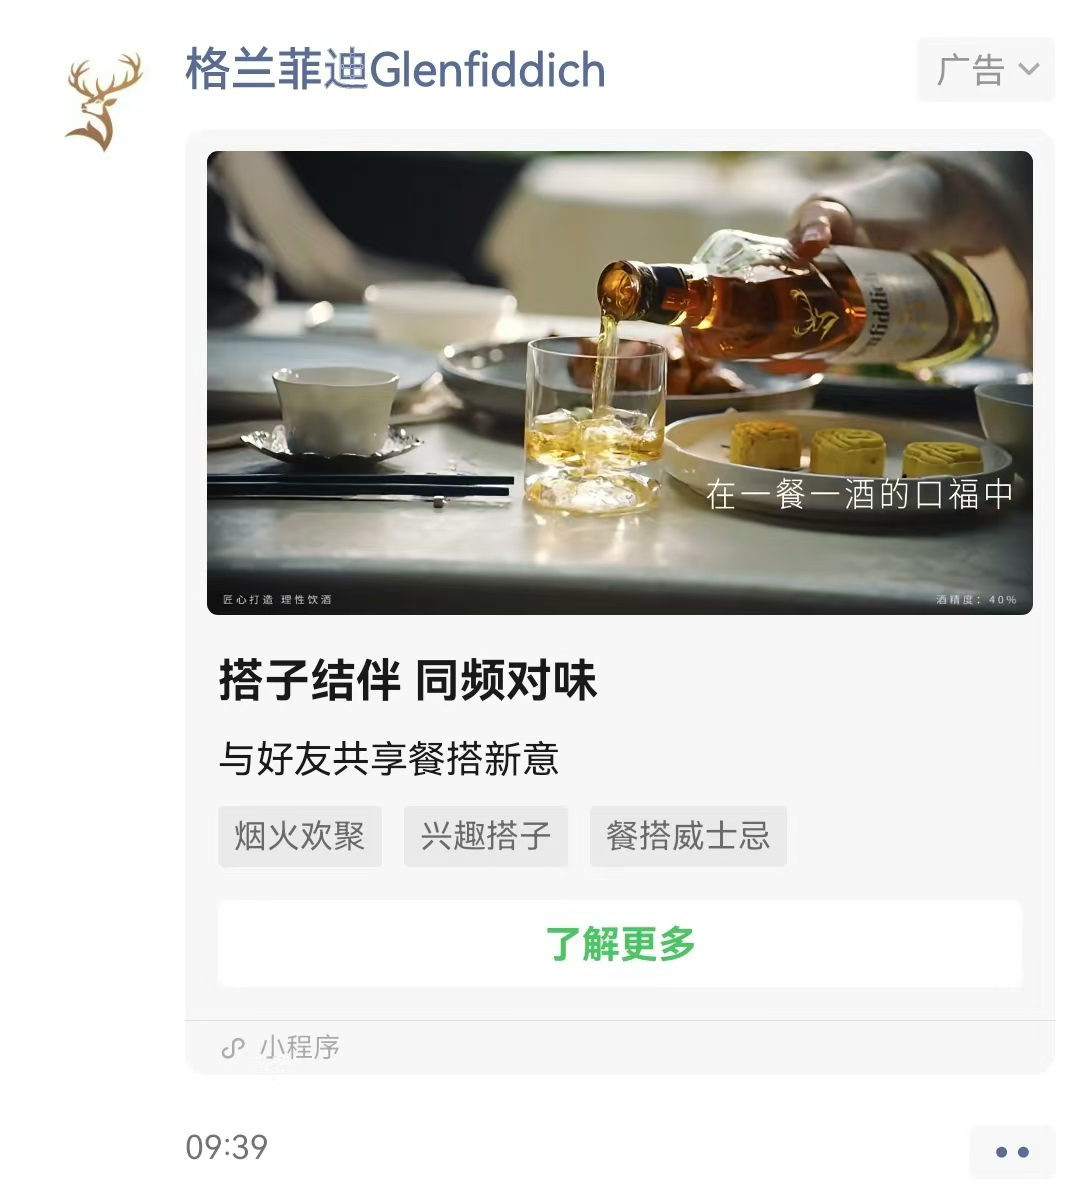 格兰菲迪Glenfiddich
广告
nfiddic
在一餐一酒的口福中
匠心打造 理性饮酒
酒精度：40%
搭子结伴 同频对味
与好友共享餐搭新意
烟火欢聚
兴趣搭子
餐搭威士忌
了解更多
小程序
09:39